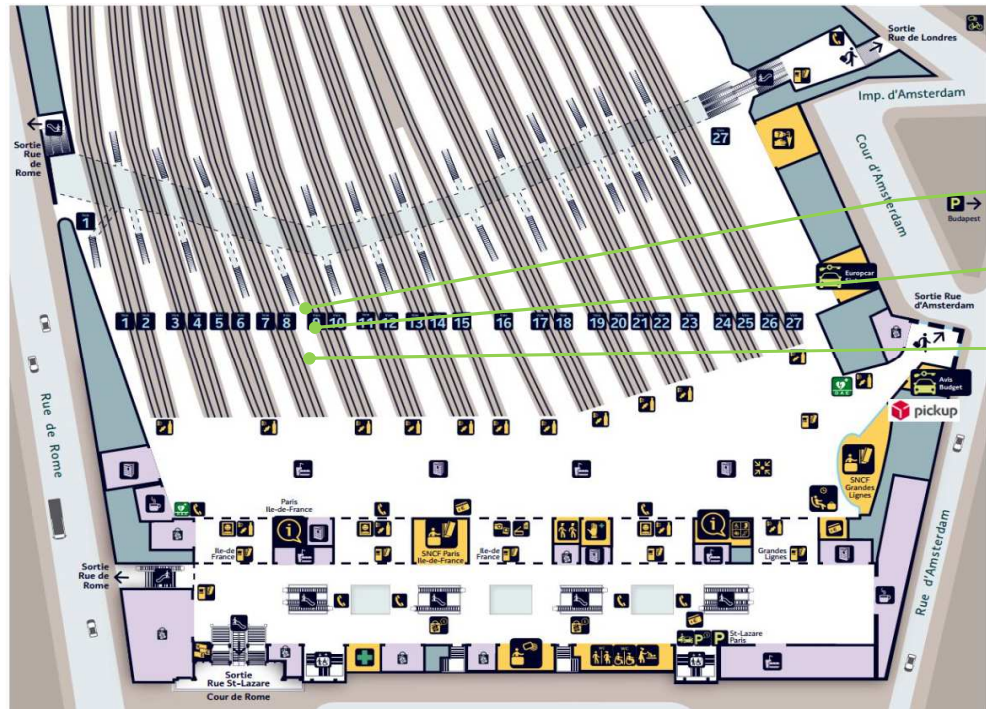 Sortie
Rue de Londres
Imp. d'Amsterdam
Cour d'Amsterdam
27
Sortie
Rue
de
Rome
1
P
Budapest
Europcar
Sortie Rue
d'Amsterdam
1 2 3 4 5 6 7 8 9 10 11 12 13 14 15 16 17 18 19 20 21 22 23 24 25 26 27
Avis
Budget
DAE
pickup
Rue de Rome
SNCF
Grandes
Lignes
Paris
Ile-de-France
Ile-de
France
SNCF Paris
Ile-de-France
Ile-de
France
Grandes
Lignes
Sortie
Rue de
Rome
Rue d'Amsterdam
St-Lazare
Paris
P P
Sortie
Rue St-Lazare
Cour de Rome